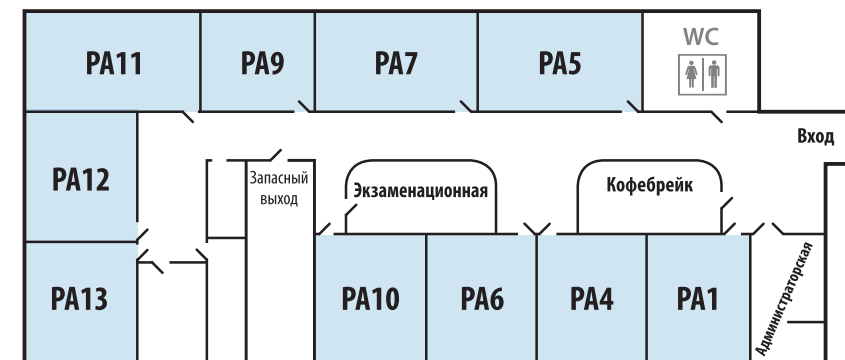 WC
PA11
PA9
PA7
PA5
Вход
PA12
Запасный
выход
Экзаменационная
Кофебрейк
PA13
PA10
PA6
PA4
PA1
Администраторская